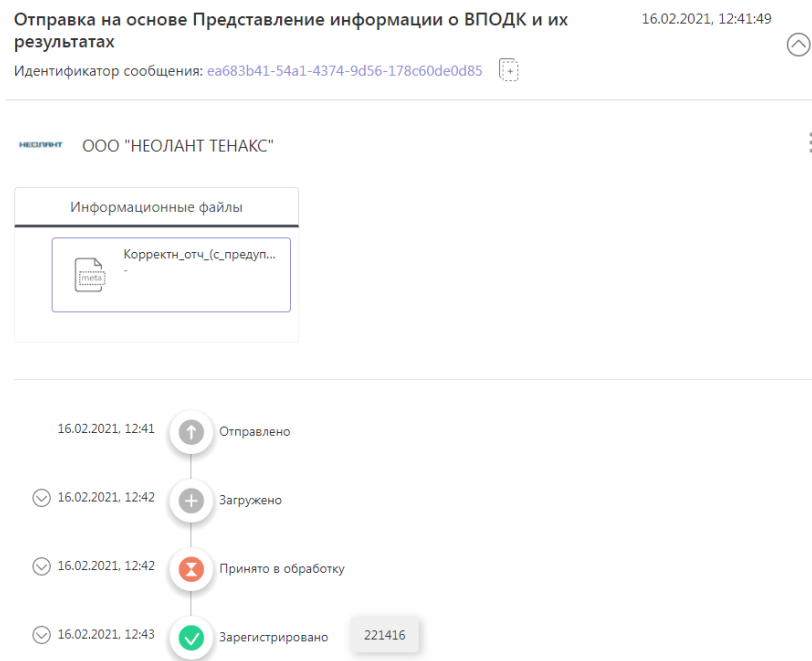 Отправка на основе Представление информации о ВПОДК и их 16.02.2021, 12:41:49
результатах
Идентификатор сообщения: ea683b41-54a1-4374-9d56-178c60de0d85
НЕОЛАНТ ООО "НЕОЛАНТ ТЕНАКС"
Информационные файлы
Корректн_отч_(с_предуп...
meta -
16.02.2021, 12:41 Отправлено
16.02.2021, 12:42 Загружено
16.02.2021, 12:42 Принято в обработку
16.02.2021, 12:43 Зарегистрировано 221416